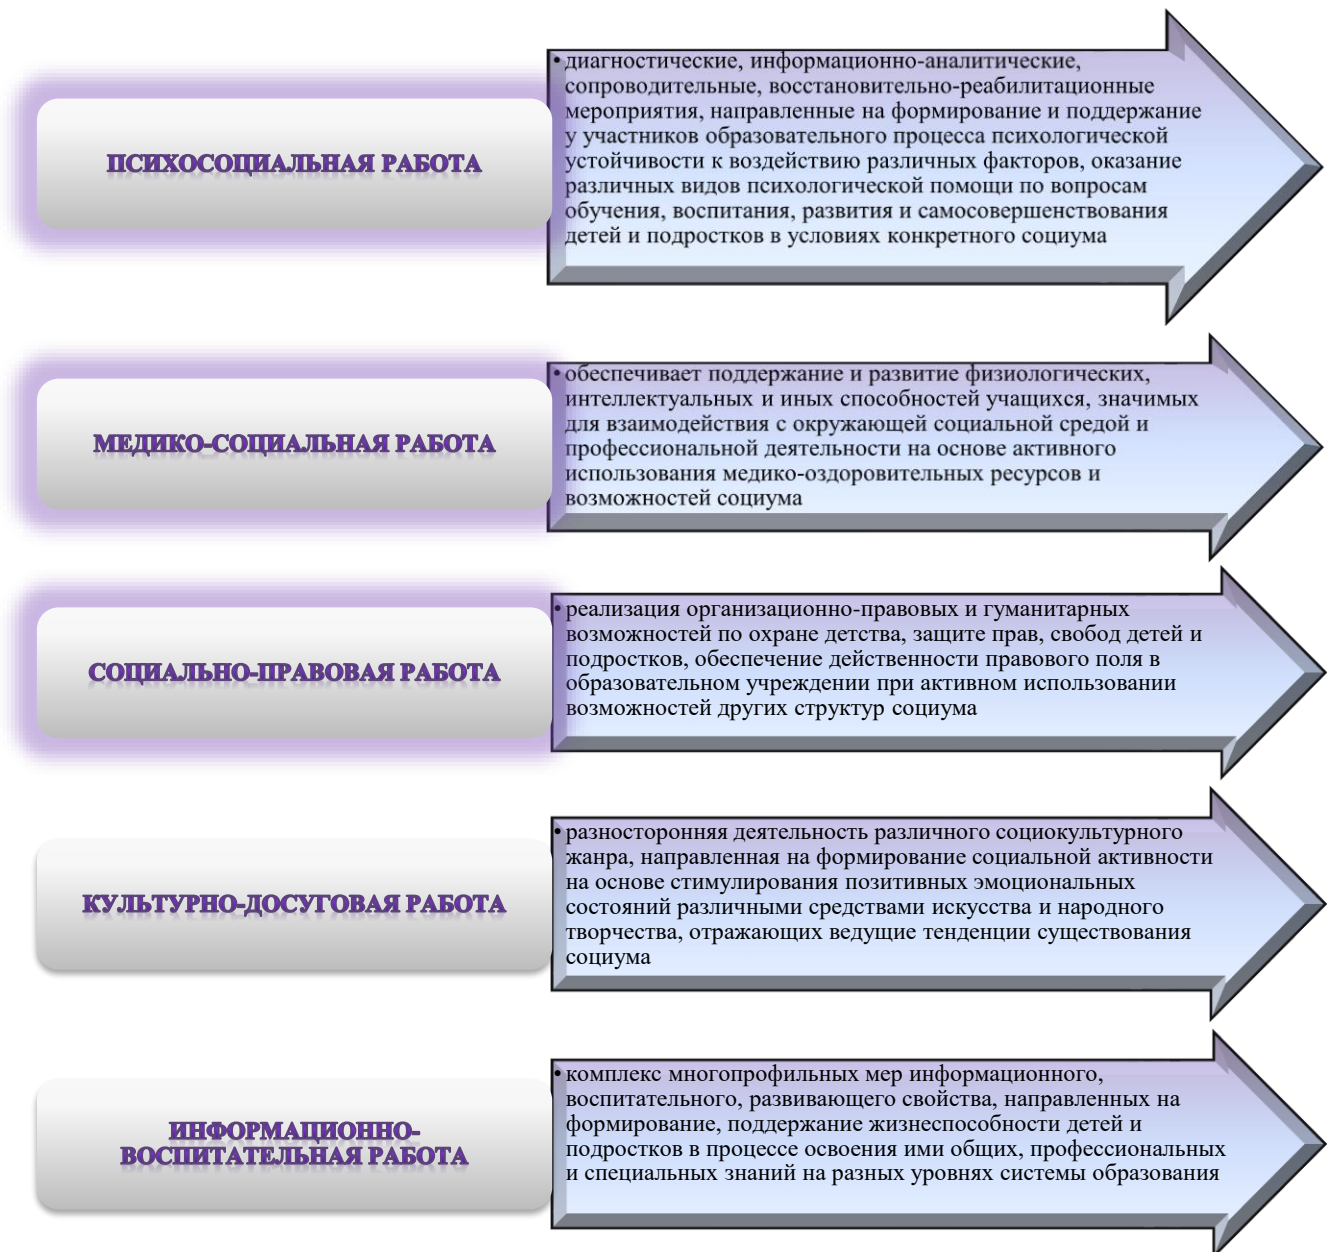 ПСИХОСОЦИАЛЬНАЯ РАБОТА
• диагностические, информационно-аналитические,
сопроводительные, восстановительно-реабилитационные
мероприятия, направленные на формирование и поддержание
у участников образовательного процесса психологической
устойчивости к воздействию различных факторов, оказание
различных видов психологической помощи по вопросам
обучения, воспитания, развития и самосовершенствования
детей и подростков в условиях конкретного социума
МЕДИКО-СОЦИАЛЬНАЯ РАБОТА
• обеспечивает поддержание и развитие физиологических,
интеллектуальных и иных способностей учащихся, значимых
для взаимодействия с окружающей социальной средой и
профессиональной деятельности на основе активного
использования медико-оздоровительных ресурсов и
возможностей социума
СОЦИАЛЬНО-ПРАВОВАЯ РАБОТА
• реализация организационно-правовых и гуманитарных
возможностей по охране детства, защите прав, свобод детей и
подростков, обеспечение действенности правового поля в
образовательном учреждении при активном использовании
возможностей других структур социума
КУЛЬТУРНО-ДОСУГОВАЯ РАБОТА
• разносторонняя деятельность различного социокультурного
жанра, направленная на формирование социальной активности
на основе стимулирования позитивных эмоциональных
состояний различными средствами искусства и народного
творчества, отражающих ведущие тенденции существования
социума
ИНФОРМАЦИОННО-
ВОСПИТАТЕЛЬНАЯ РАБОТА
• комплекс многопрофильных мер информационного,
воспитательного, развивающего свойства, направленных на
формирование, поддержание жизнеспособности детей и
подростков в процессе освоения ими общих, профессиональных
и специальных знаний на разных уровнях системы образования